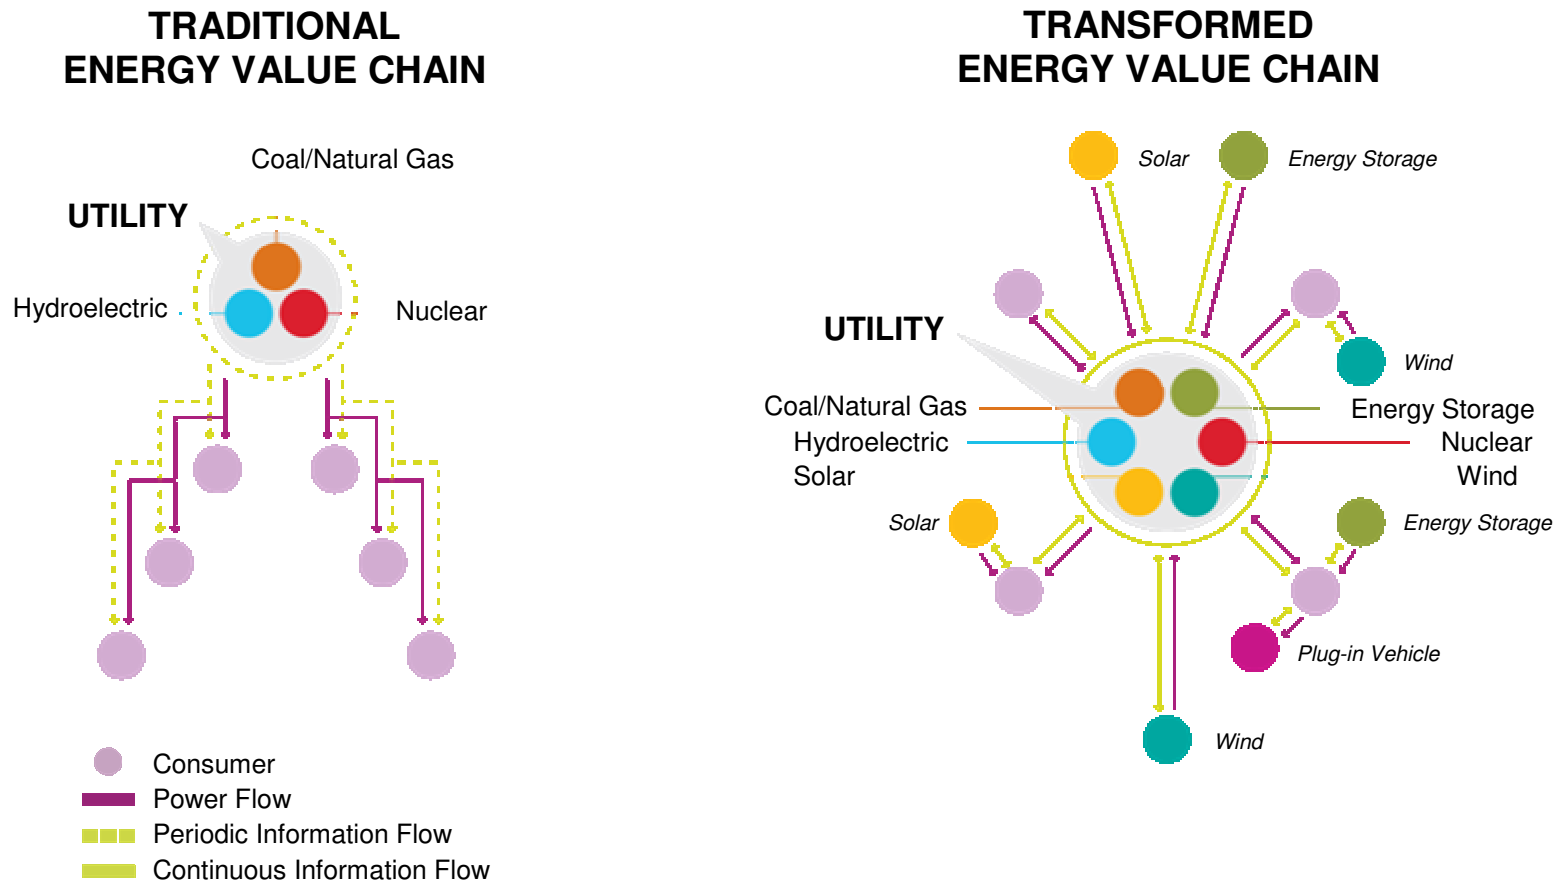 TRADITIONAL
ENERGY VALUE CHAIN
Coal/Natural Gas
UTILITY
Hydroelectric
Nuclear
Consumer
Power Flow
Periodic Information Flow
Continuous Information Flow
TRANSFORMED
ENERGY VALUE CHAIN
Solar
Energy Storage
UTILITY
Wind
Coal/Natural Gas
Energy Storage
Hydroelectric
Nuclear
Solar
Wind
Solar
Energy Storage
Plug-in Vehicle
Wind